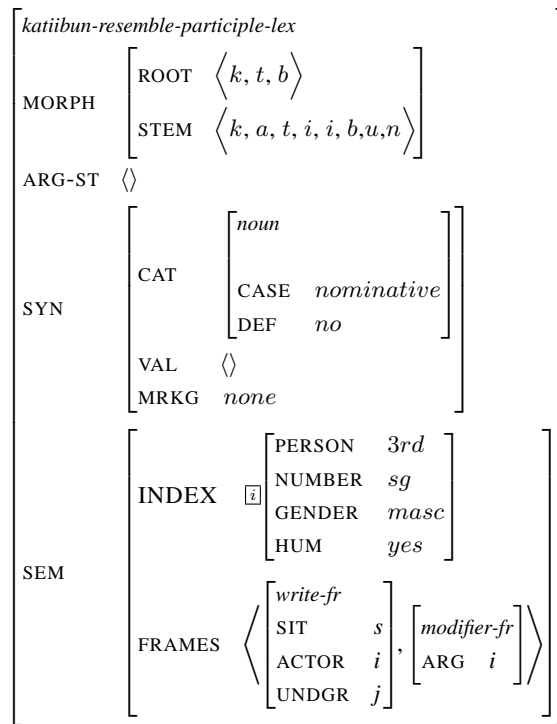 katiibun-resemble-participle-lex
MORPH
ROOT ⟨k, t, b⟩
STEM ⟨k, a, t, i, i, b,u,n⟩
ARG-ST ⟨⟩
SYN
CAT
noun
CASE nominative
DEF no
VAL ⟨⟩
MRKG none
SEM
INDEX i
PERSON 3rd
NUMBER sg
GENDER masc
HUM yes
FRAMES
write-fr
SIT s
ACTOR i
UNDGR j
,
modifier-fr
ARG i